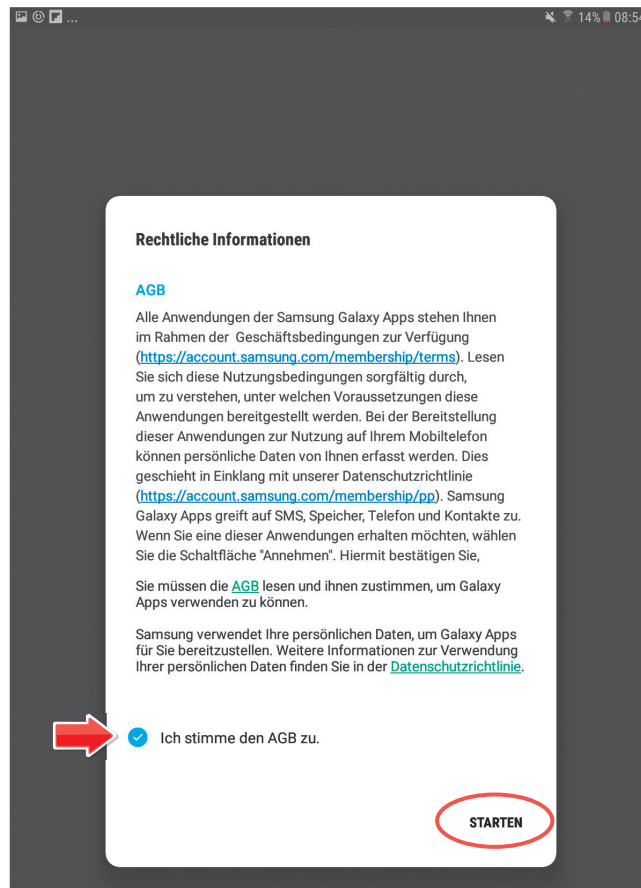 ... 14% 08:54
Rechtliche Informationen
AGB
Alle Anwendungen der Samsung Galaxy Apps stehen Ihnen
im Rahmen der Geschäftsbedingungen zur Verfügung
(https://account.samsung.com/membership/terms). Lesen
Sie sich diese Nutzungsbedingungen sorgfältig durch,
um zu verstehen, unter welchen Voraussetzungen diese
Anwendungen bereitgestellt werden. Bei der Bereitstellung
dieser Anwendungen zur Nutzung auf Ihrem Mobiltelefon
können persönliche Daten von Ihnen erfasst werden. Dies
geschieht in Einklang mit unserer Datenschutzrichtlinie
(https://account.samsung.com/membership/pp). Samsung
Galaxy Apps greift auf SMS, Speicher, Telefon und Kontakte zu.
Wenn Sie eine dieser Anwendungen erhalten möchten, wählen
Sie die Schaltfläche "Annehmen". Hiermit bestätigen Sie,
Sie müssen die AGB lesen und ihnen zustimmen, um Galaxy
Apps verwenden zu können.
Samsung verwendet Ihre persönlichen Daten, um Galaxy Apps
für Sie bereitzustellen. Weitere Informationen zur Verwendung
Ihrer persönlichen Daten finden Sie in der Datenschutzrichtlinie.
Ich stimme den AGB zu.
STARTEN